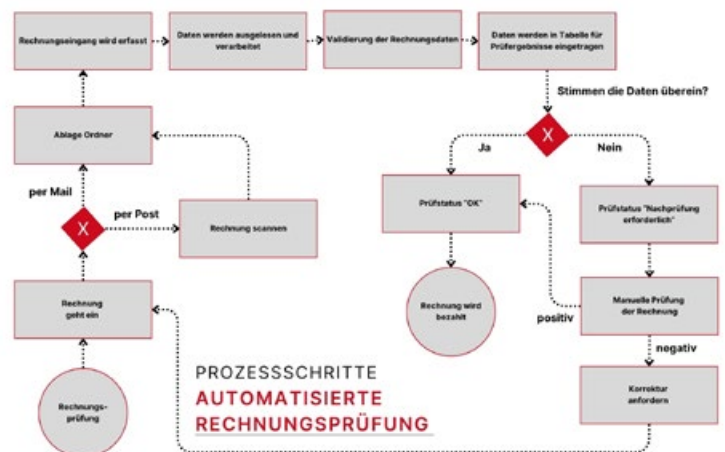 Rechnungseingang wird erfasst
Daten werden ausgelesen und
verarbeitet
Validierung der Rechnungsdaten
Daten werden in Tabelle für
Prüfergebnisse eingetragen
Stimmen die Daten überein?
X
Ja
Nein
Ablage Ordner
per Mail
X
per Post
Rechnung scannen
Prüfstatus "OK"
Prüfstatus "Nachprüfung
erforderlich"
Rechnung
geht ein
Rechnung wird
bezahlt
positiv
Manuelle Prüfung
der Rechnung
negativ
Rechnungs-
prüfung
PROZESSSCHRITTE
AUTOMATISIERTE
RECHNUNGSPRÜFUNG
Korrektur
anfordern